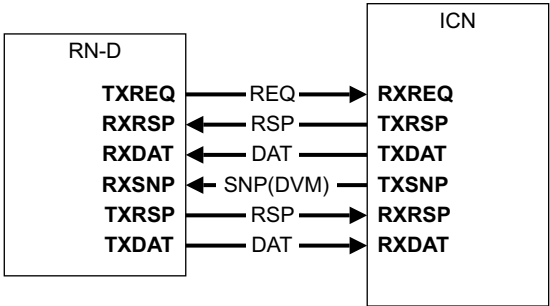 ICN
RN-D
TXREQ REQ RXREQ
RXRSP RSP TXRSP
RXDAT DAT TXDAT
RXSNP SNP(DVM) TXSNP
TXRSP RSP RXRSP
TXDAT DAT RXDAT